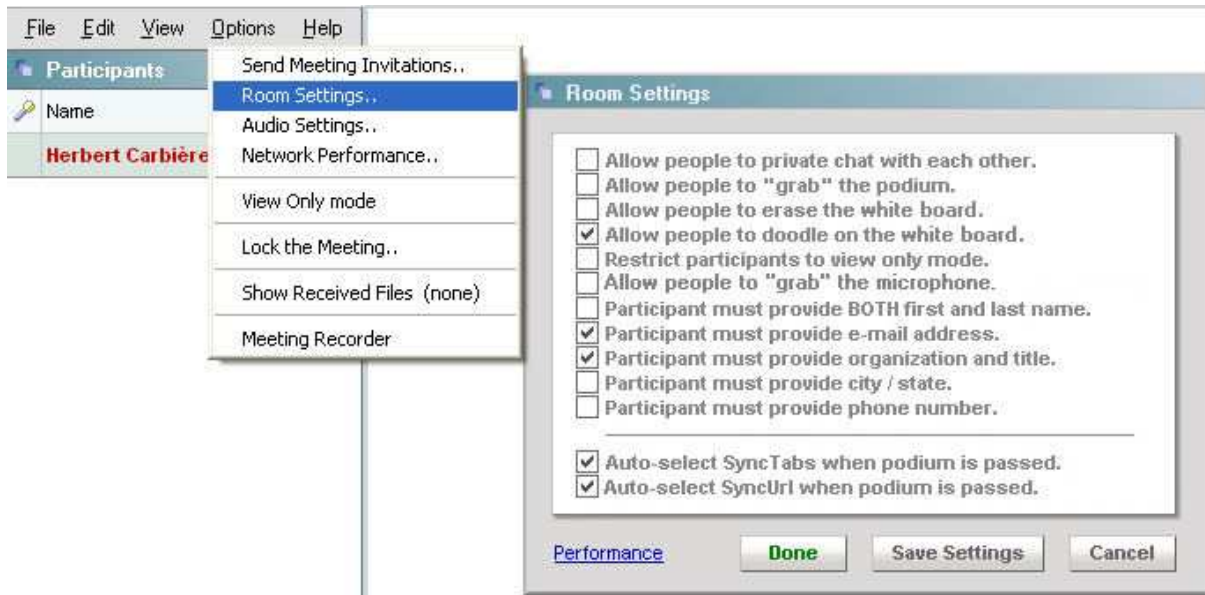 File Edit View Options Help
Participants
Name
Herbert Carbière
Send Meeting Invitations..
Room Settings..
Audio Settings..
Network Performance..
View Only mode
Lock the Meeting..
Show Received Files (none)
Meeting Recorder
Room Settings
Allow people to private chat with each other.
Allow people to "grab" the podium.
Allow people to erase the white board.
Allow people to doodle on the white board.
Restrict participants to view only mode.
Allow people to "grab" the microphone.
Participant must provide BOTH first and last name.
Participant must provide e-mail address.
Participant must provide organization and title.
Participant must provide city / state.
Participant must provide phone number.
Auto-select SyncTabs when podium is passed.
Auto-select SyncUrl when podium is passed.
Performance Done Save Settings Cancel